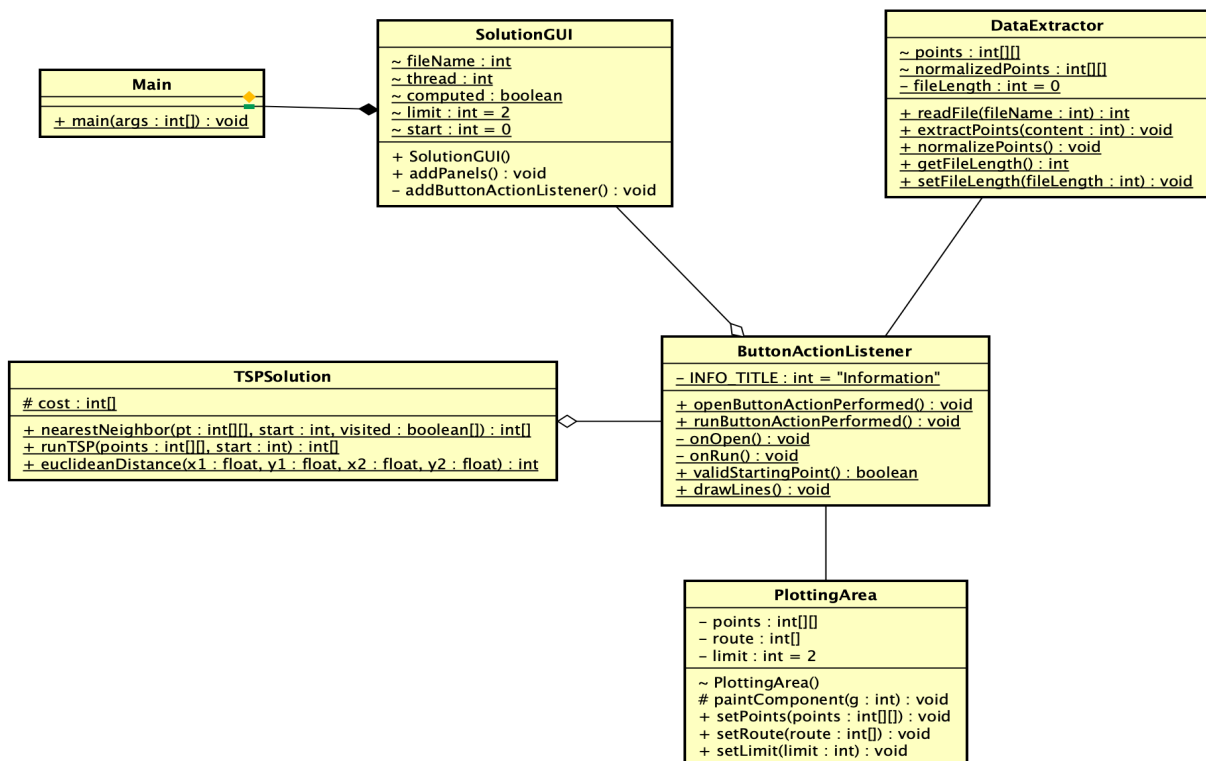 Main
+ main(args : int[]) : void
SolutionGUI
~ fileName : int
~ thread : int
~ computed : boolean
~ limit : int = 2
~ start : int = 0
+ SolutionGUI()
+ addPanels() : void
− addButtonActionListener() : void
DataExtractor
~ points : int[][]
~ normalizedPoints : int[][]
− fileLength : int = 0
+ readFile(fileName : int) : int
+ extractPoints(content : int) : void
+ normalizePoints() : void
+ getFileLength() : int
+ setFileLength(fileLength : int) : void
TSPSolution
# cost : int[]
+ nearestNeighbor(pt : int[][], start : int, visited : boolean[]) : int[]
+ runTSP(points : int[][], start : int) : int[]
+ euclideanDistance(x1 : float, y1 : float, x2 : float, y2 : float) : int
ButtonActionListener
− INFO_TITLE : int = "Information"
+ openButtonActionPerformed() : void
+ runButtonActionPerformed() : void
− onOpen() : void
− onRun() : void
+ validStartingPoint() : boolean
+ drawLines() : void
PlottingArea
− points : int[][]
− route : int[]
− limit : int = 2
~ PlottingArea()
# paintComponent(g : int) : void
+ setPoints(points : int[][]) : void
+ setRoute(route : int[]) : void
+ setLimit(limit : int) : void